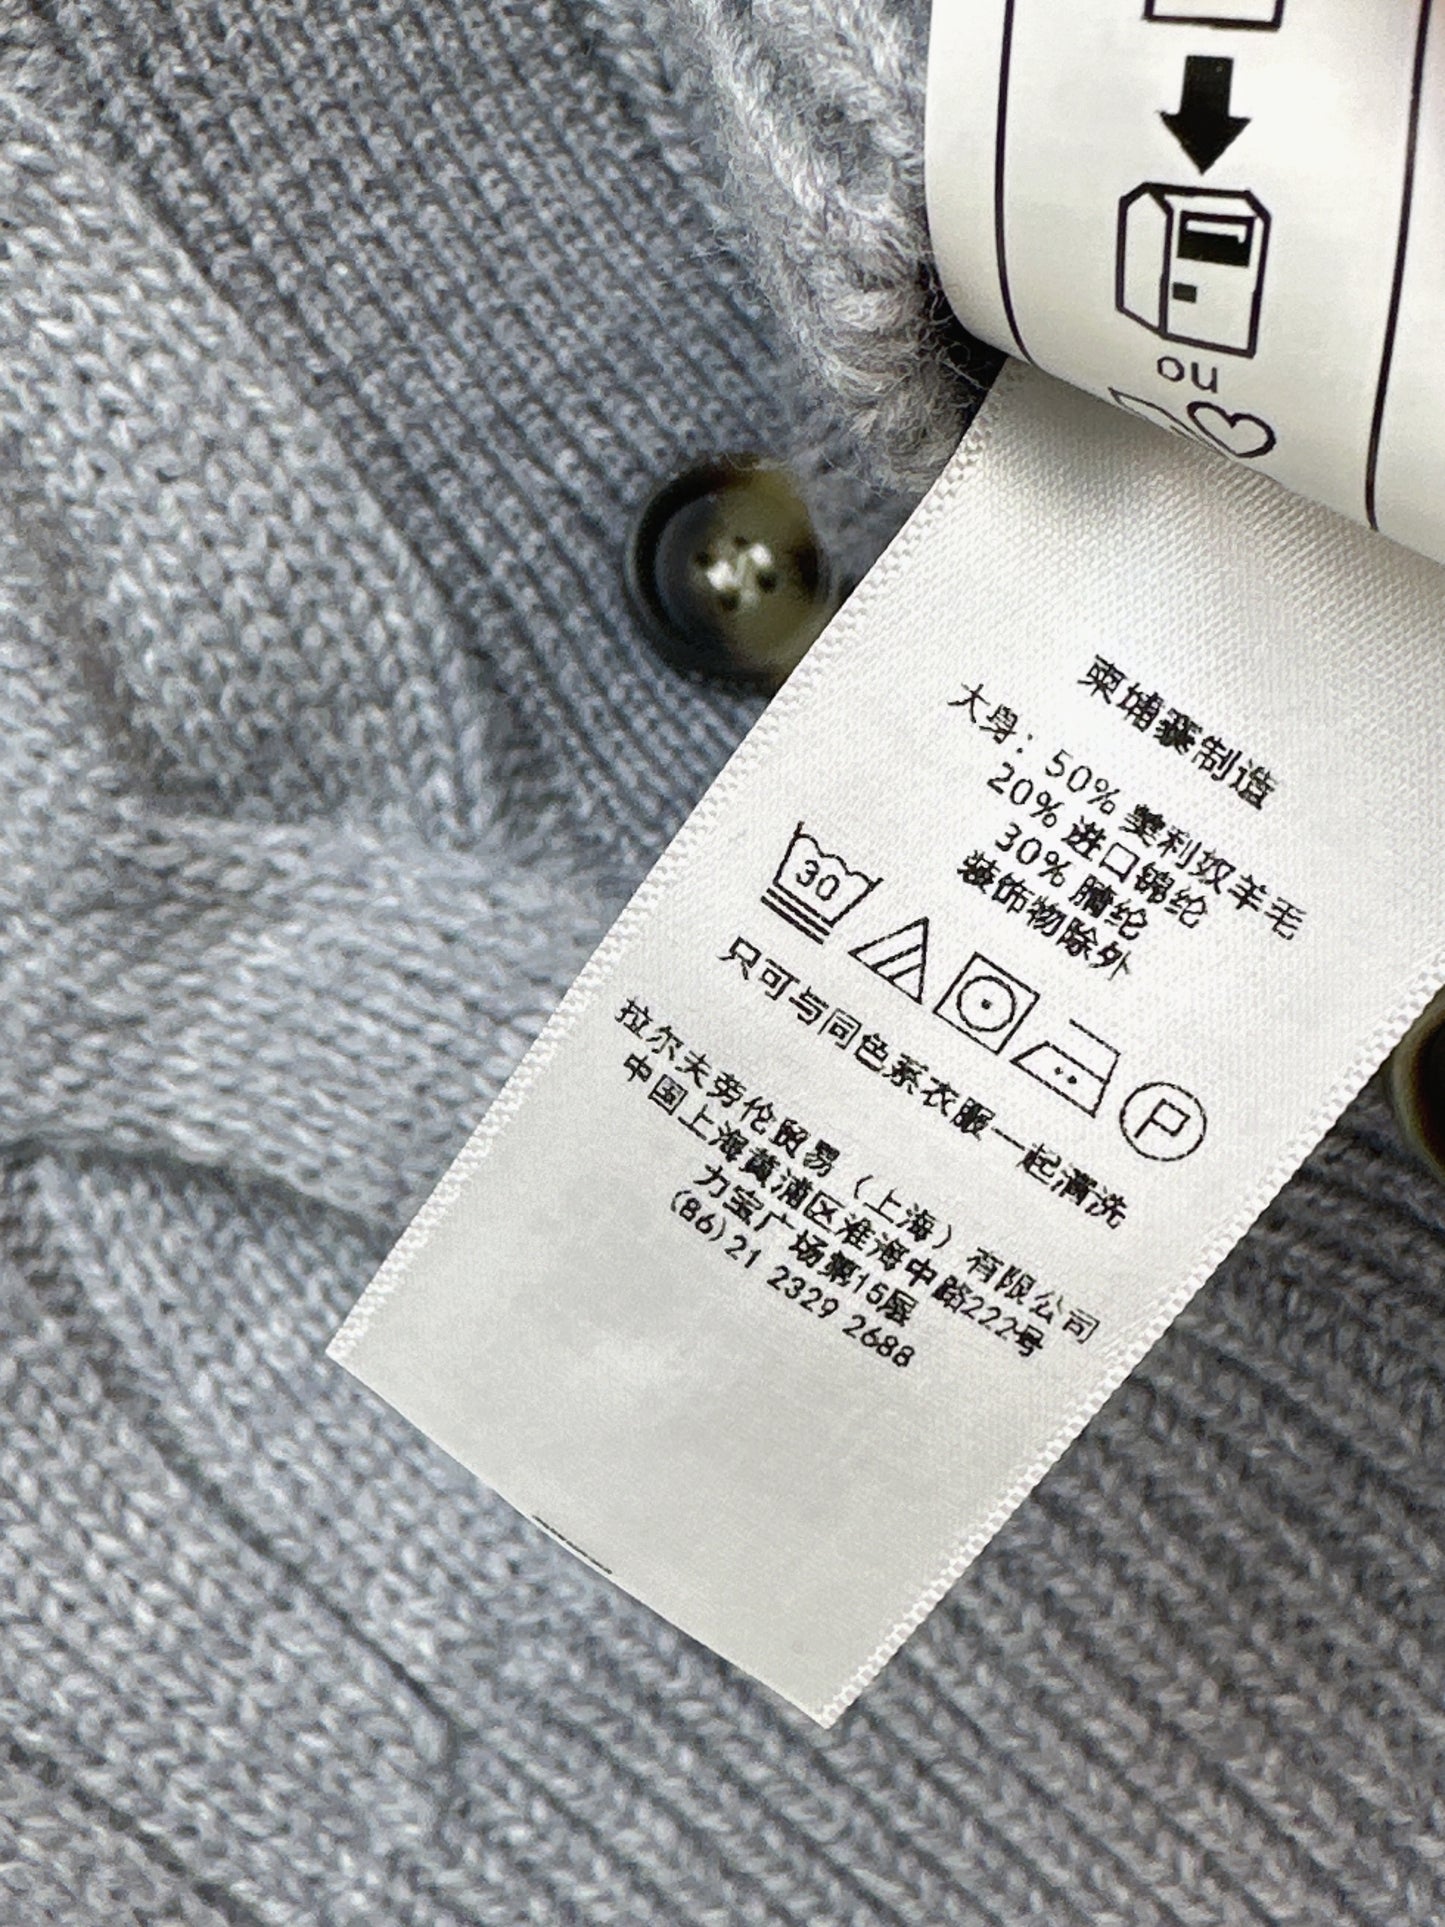 ou
柬埔寨制造
大身: 50% 美利奴羊毛
20% 进口锦纶
30% 腈纶
装饰物除外
30
P
只可与同色系衣服一起清洗
拉尔夫劳伦贸易（上海）有限公司
中国上海黄浦区淮海中路222号
力宝广场第15层
(86)21 2329 2688